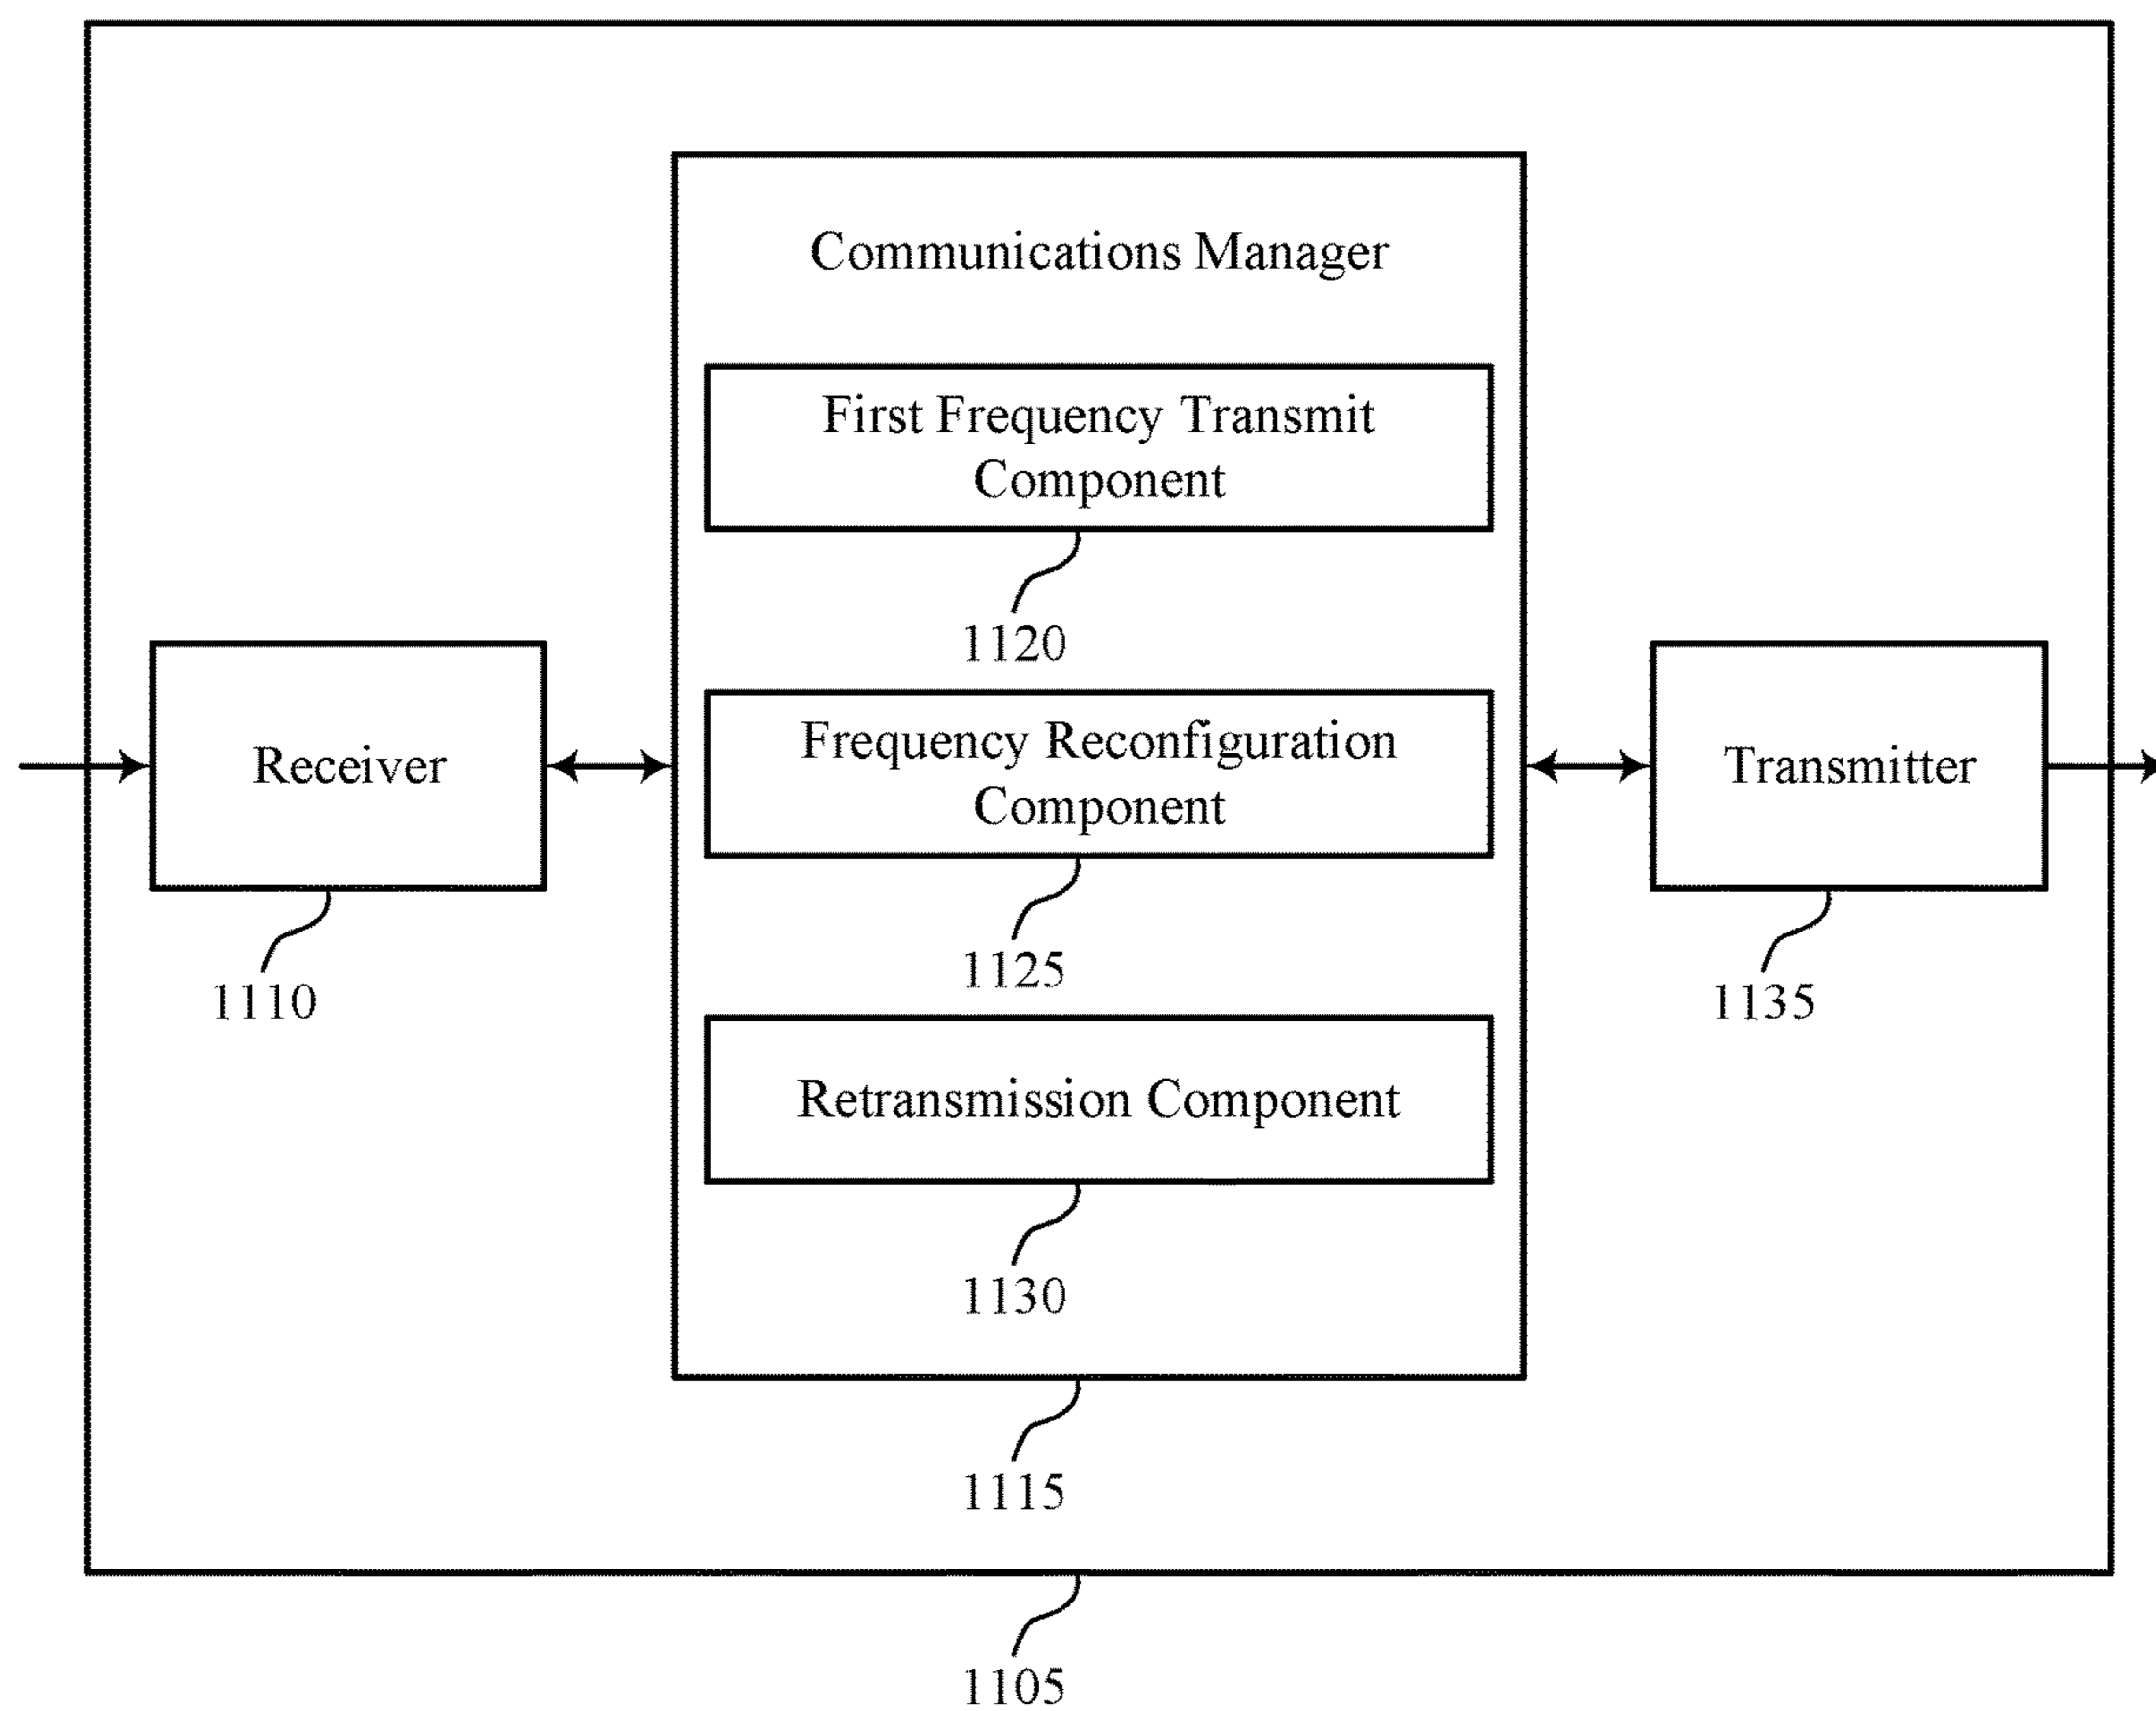 Communications Manager
First Frequency Transmit
Component
1120
Receiver
1110
Frequency Reconfiguration
Component
1125
Transmitter
1135
Retransmission Component
1130
1115
1105